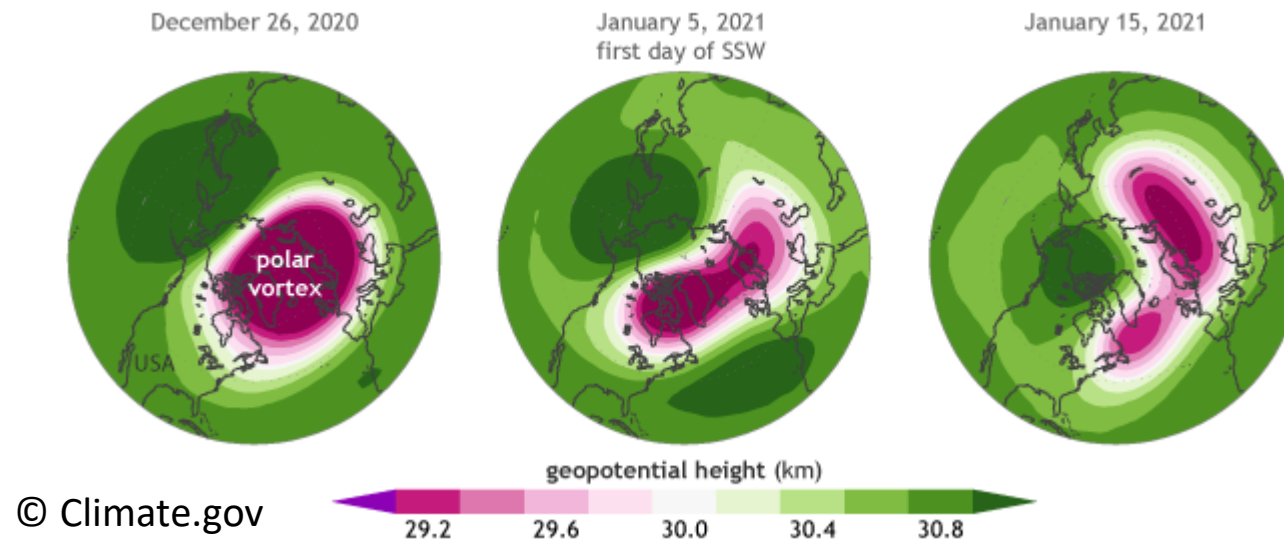 December 26, 2020
January 5, 2021
first day of SSW
January 15, 2021
polar
vortex
USA
geopotential height (km)
29.2 29.6 30.0 30.4 30.8
© Climate.gov